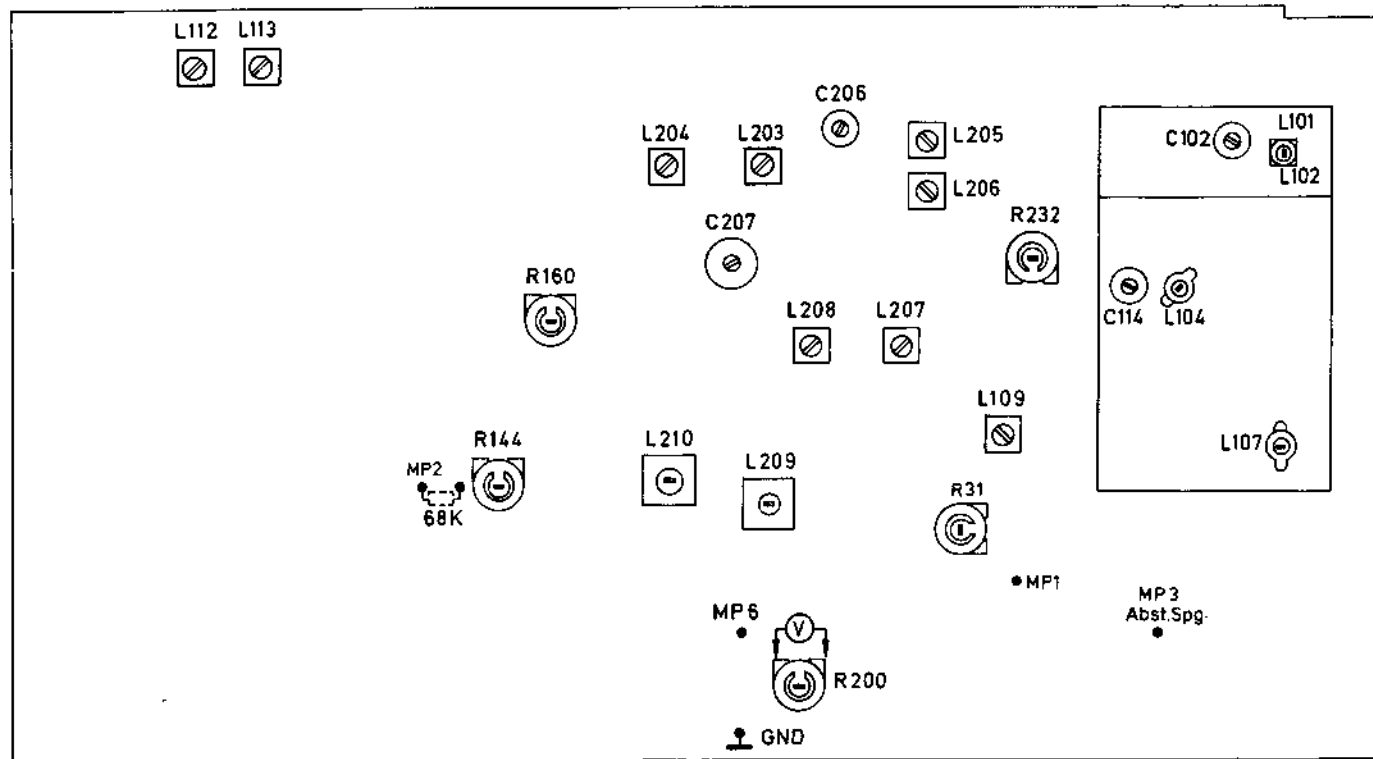 L112
L113
C206
L204
L203
L205
C102
L101
L102
L206
C207
R232
R160
C114
L104
L208
L207
L109
R144
L210
L209
L107
MP2
68K
R31
MP1
MP3
Abst.Spg.
MP6
V
R200
GND